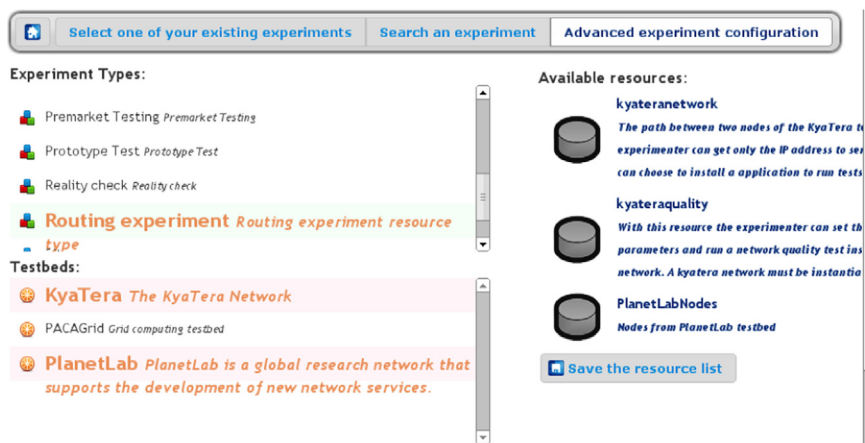 Select one of your existing experiments Search an experiment Advanced experiment configuration
Experiment Types:
Premarket Testing Premarket Testing
Prototype Test Prototype Test
Reality check Reality check
Routing experiment Routing experiment resource
type
Testbeds:
KyaTera The KyaTera Network
PACAGrid Grid computing testbed
PlanetLab PlanetLab is a global research network that
supports the development of new network services.
Available resources:
kyateranetwork
The path between two nodes of the KyaTera
experimenter can get only the IP address to
can choose to install a application to run tests
kyateraquality
With this resource the experimenter can set
parameters and run a network quality test
network. A kyatera network must be
PlanetLabNodes
Nodes from PlanetLab testbed
Save the resource list